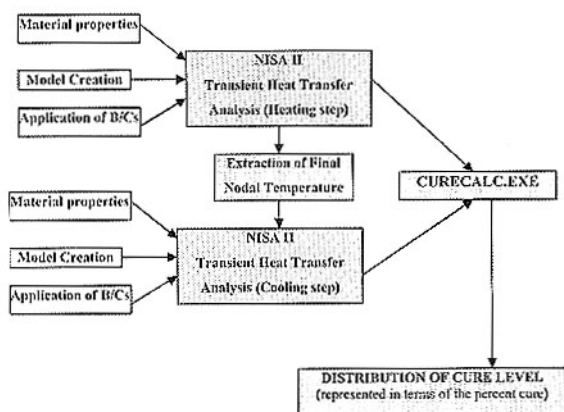 Material properties
Model Creation
Application of B/Cs
NISA II
Transient Heat Transfer
Analysis (Heating step)
Extraction of Final
Nodal Temperature
CURECALC.EXE
Material properties
Model Creation
Application of B/Cs
NISA II
Transient Heat Transfer
Analysis (Cooling step)
DISTRIBUTION OF CURE LEVEL
(represented in terms of the percent cure)